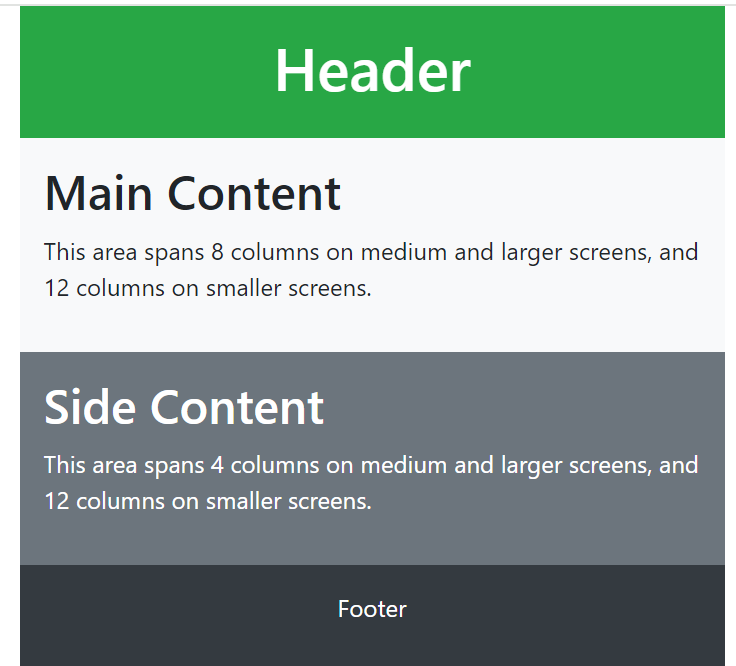 Header
Main Content
This area spans 8 columns on medium and larger screens, and
12 columns on smaller screens.
Side Content
This area spans 4 columns on medium and larger screens, and
12 columns on smaller screens.
Footer